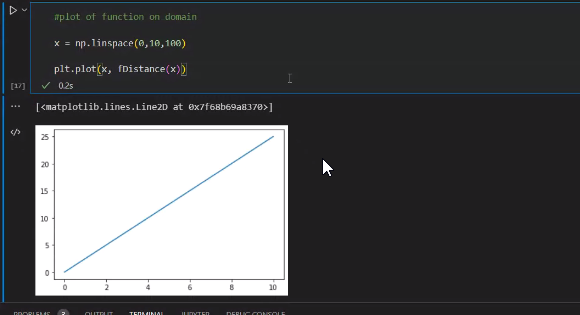 #plot of function on domain
x = np.linspace(0,10,100)
plt.plot(x, fDistance(x))
[17]
0.2s
...
[<matplotlib.lines.Line2D at 0x7f68b69a8370>]
25
20
15
10
5
0
0 2 4 6 8 10
PROBLEMS OUTPUT TERMINAL JUPYTER DEBUG CONSOLE